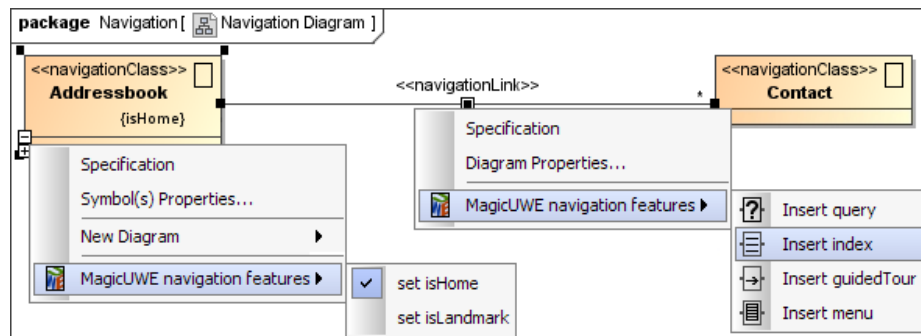 package Navigation [ Navigation Diagram ]
<<navigationClass>>
Addressbook
{isHome}
<<navigationLink>>
*
<<navigationClass>>
Contact
Specification
Symbol(s) Properties...
New Diagram
MagicUWE navigation features
set isHome
set isLandmark
Specification
Diagram Properties...
MagicUWE navigation features
Insert query
Insert index
Insert guidedTour
Insert menu